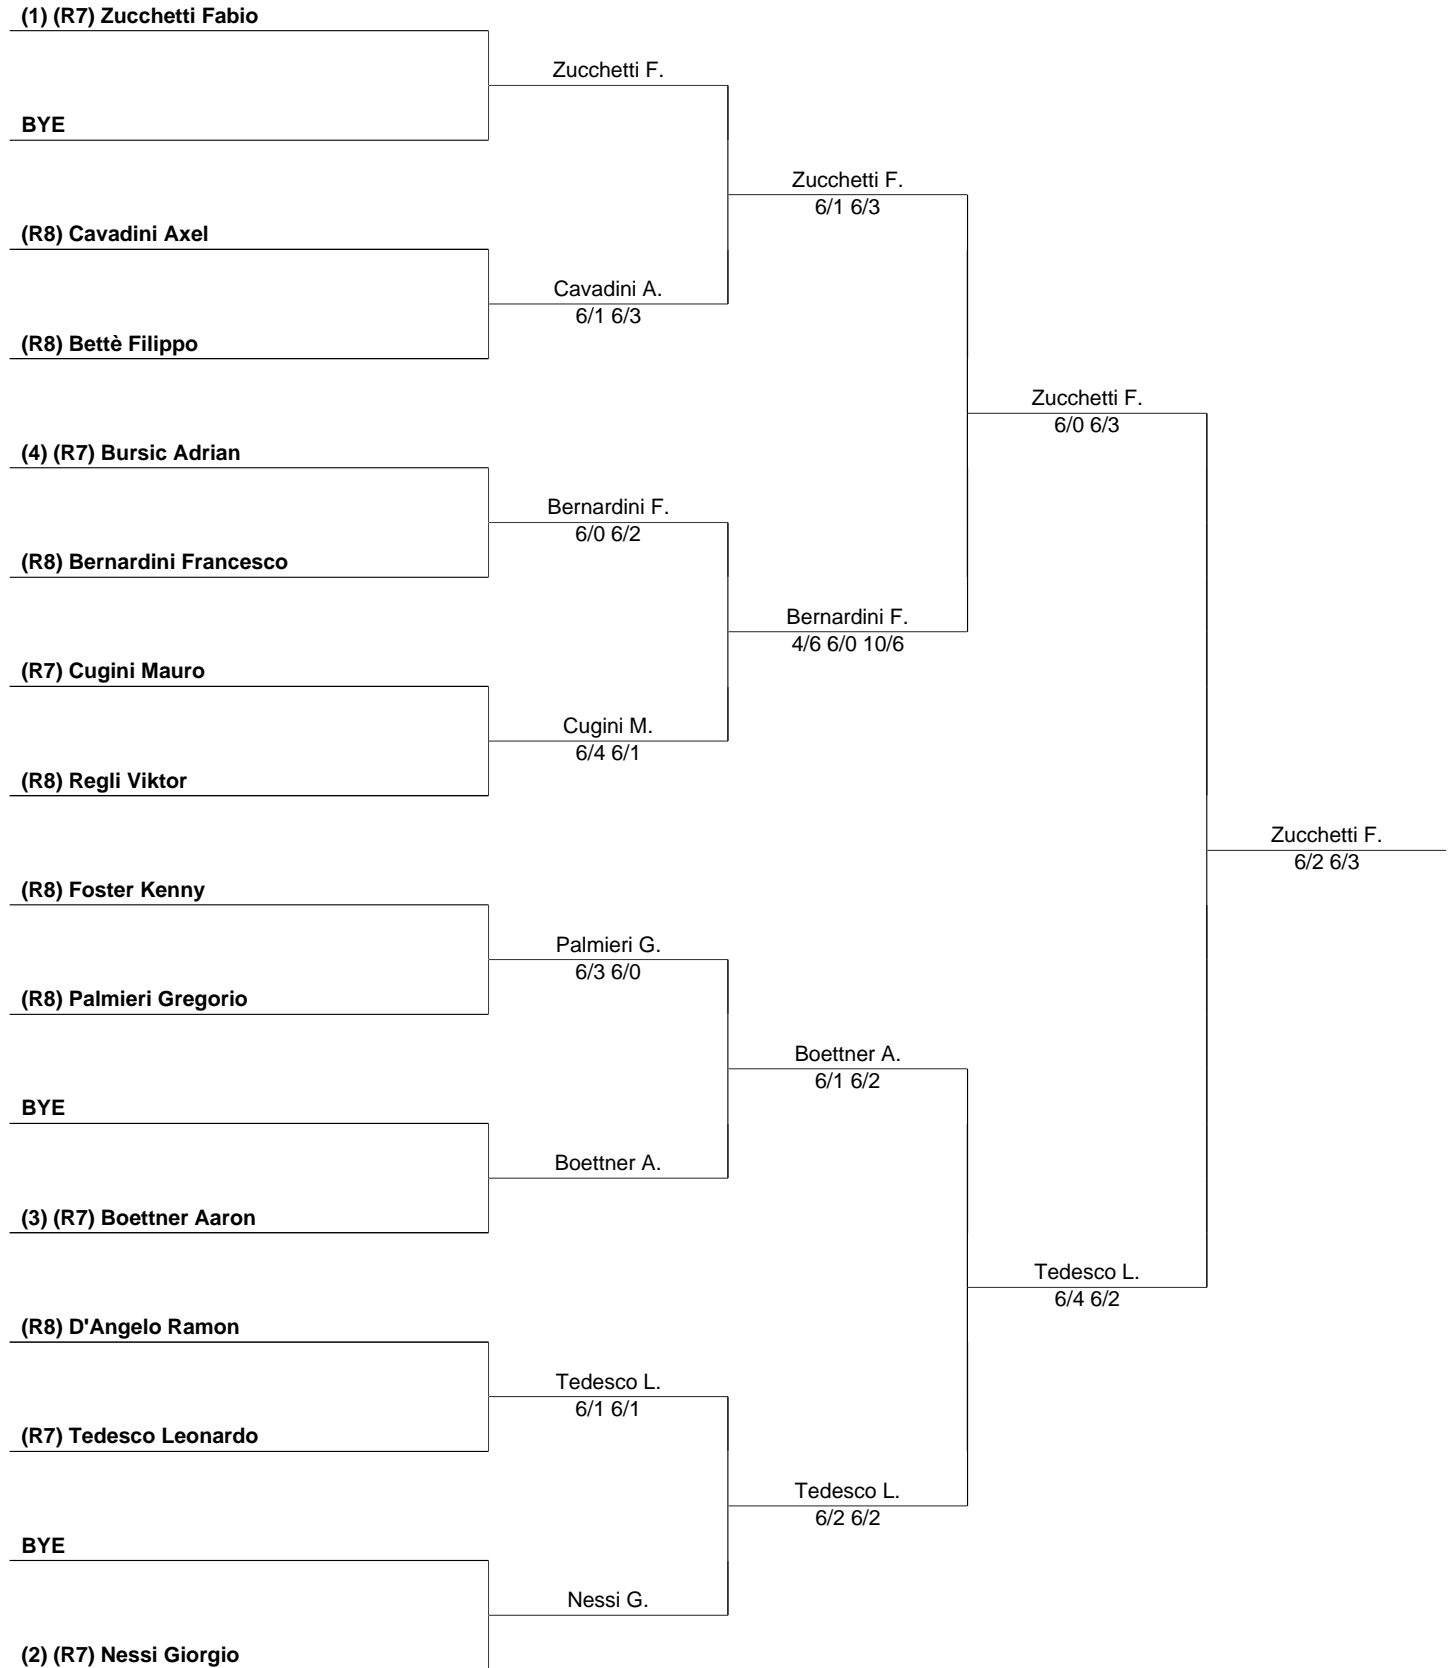 (1) (R7) Zucchetti Fabio
Zucchetti F.
BYE
Zucchetti F.
6/1 6/3
(R8) Cavadini Axel
Cavadini A.
6/1 6/3
(R8) Bettè Filippo
Zucchetti F.
6/0 6/3
(4) (R7) Bursic Adrian
Bernardini F.
6/0 6/2
(R8) Bernardini Francesco
Bernardini F.
4/6 6/0 10/6
(R7) Cugini Mauro
Cugini M.
6/4 6/1
(R8) Regli Viktor
Zucchetti F.
6/2 6/3
(R8) Foster Kenny
Palmieri G.
6/3 6/0
(R8) Palmieri Gregorio
Boettner A.
6/1 6/2
BYE
Boettner A.
(3) (R7) Boettner Aaron
Tedesco L.
6/4 6/2
(R8) D'Angelo Ramon
Tedesco L.
6/1 6/1
(R7) Tedesco Leonardo
Tedesco L.
6/2 6/2
BYE
Nessi G.
(2) (R7) Nessi Giorgio